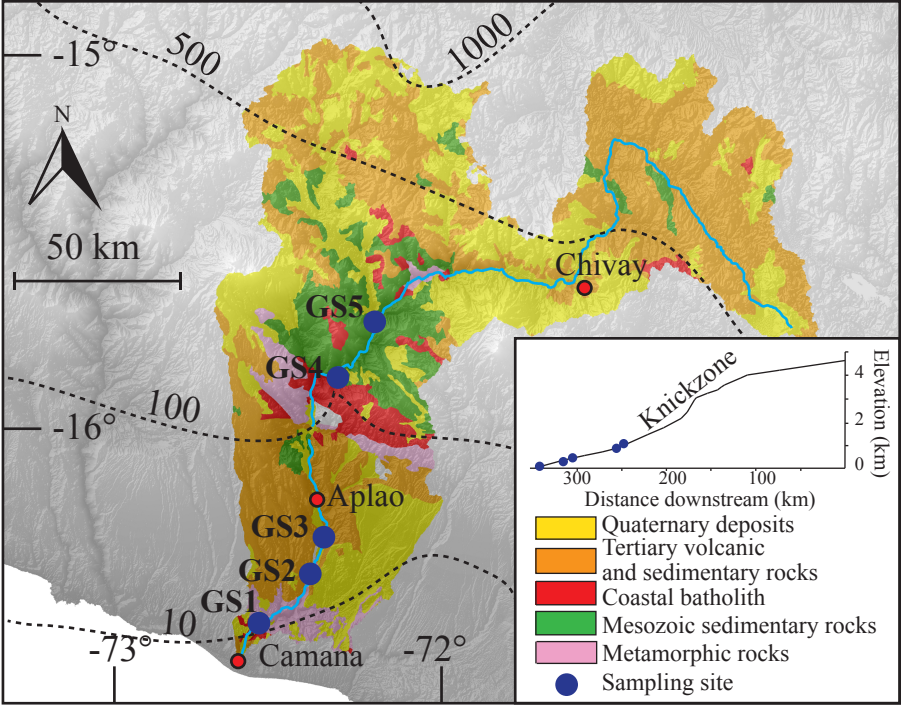 -15°
500
1000
N
50 km
Chivay
GS5
GS4
100
-16°
Aplao
GS3
GS2
GS1
10
-73°
Camana
-72°
Knickzone
Elevation (km)
4
2
0
300
200
100
0
Distance downstream (km)
Quaternary deposits
Tertiary volcanic
and sedimentary rocks
Coastal batholith
Mesozoic sedimentary rocks
Metamorphic rocks
Sampling site